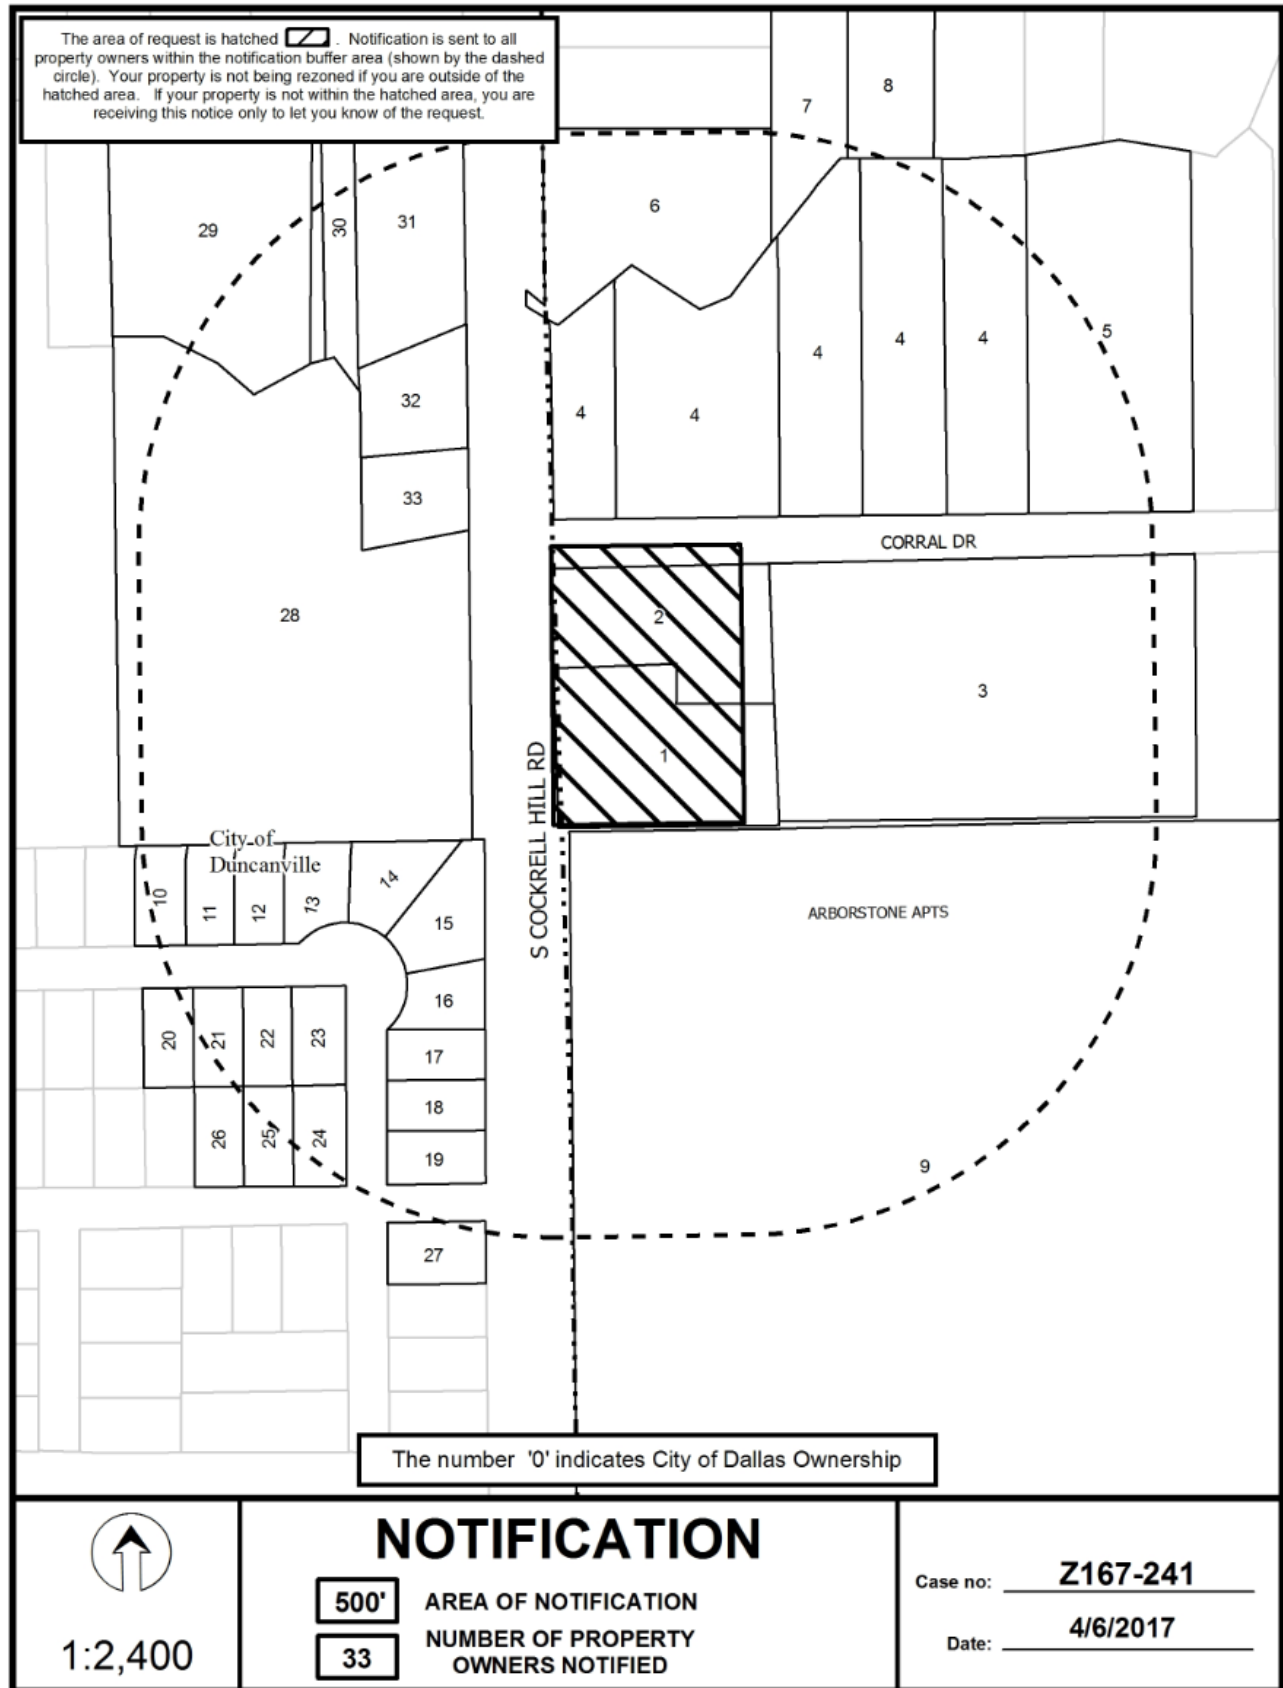 The area of request is hatched . Notification is sent to all
property owners within the notification buffer area (shown by the dashed
circle). Your property is not being rezoned if you are outside of the
hatched area. If your property is not within the hatched area, you are
receiving this notice only to let you know of the request.
8
7
6
29
30
31
5
4
4
4
32
4
4
33
CORRAL DR
28
2
3
1
S COCKRELL HILL RD
City of
Duncanville
10
11
12
13
14
15
ARBORSTONE APTS
16
20
21
22
23
17
18
26
25
24
19
9
27
The number '0' indicates City of Dallas Ownership
1:2,400
NOTIFICATION
500' AREA OF NOTIFICATION
33 NUMBER OF PROPERTY
OWNERS NOTIFIED
Case no: Z167-241
Date: 4/6/2017